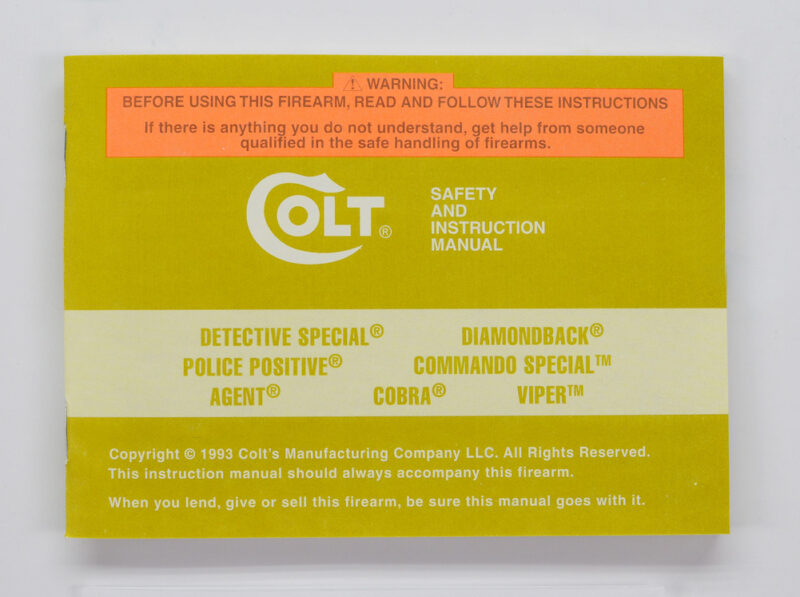 ⚠ WARNING:
BEFORE USING THIS FIREARM, READ AND FOLLOW THESE INSTRUCTIONS
If there is anything you do not understand, get help from someone
qualified in the safe handling of firearms.
COLT®
SAFETY
AND
INSTRUCTION
MANUAL
DETECTIVE SPECIAL® DIAMONDBACK®
POLICE POSITIVE® COMMANDO SPECIAL™
AGENT® COBRA® VIPER™
Copyright © 1993 Colt's Manufacturing Company LLC. All Rights Reserved.
This instruction manual should always accompany this firearm.
When you lend, give or sell this firearm, be sure this manual goes with it.